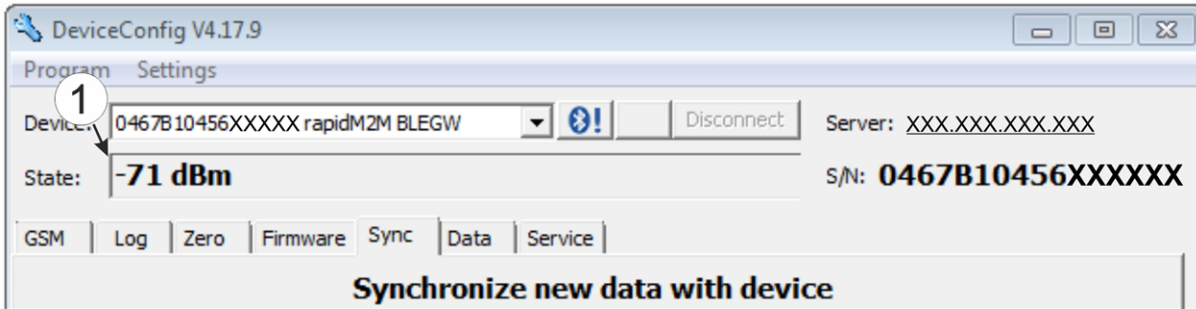 DeviceConfig V4.17.9
Program Settings
1
Device: 0467B10456XXXXX rapidM2M BLEGW Disconnect Server: XXX.XXX.XXX.XXX
State: -71 dBm S/N: 0467B10456XXXXXX
GSM Log Zero Firmware Sync Data Service
Synchronize new data with device